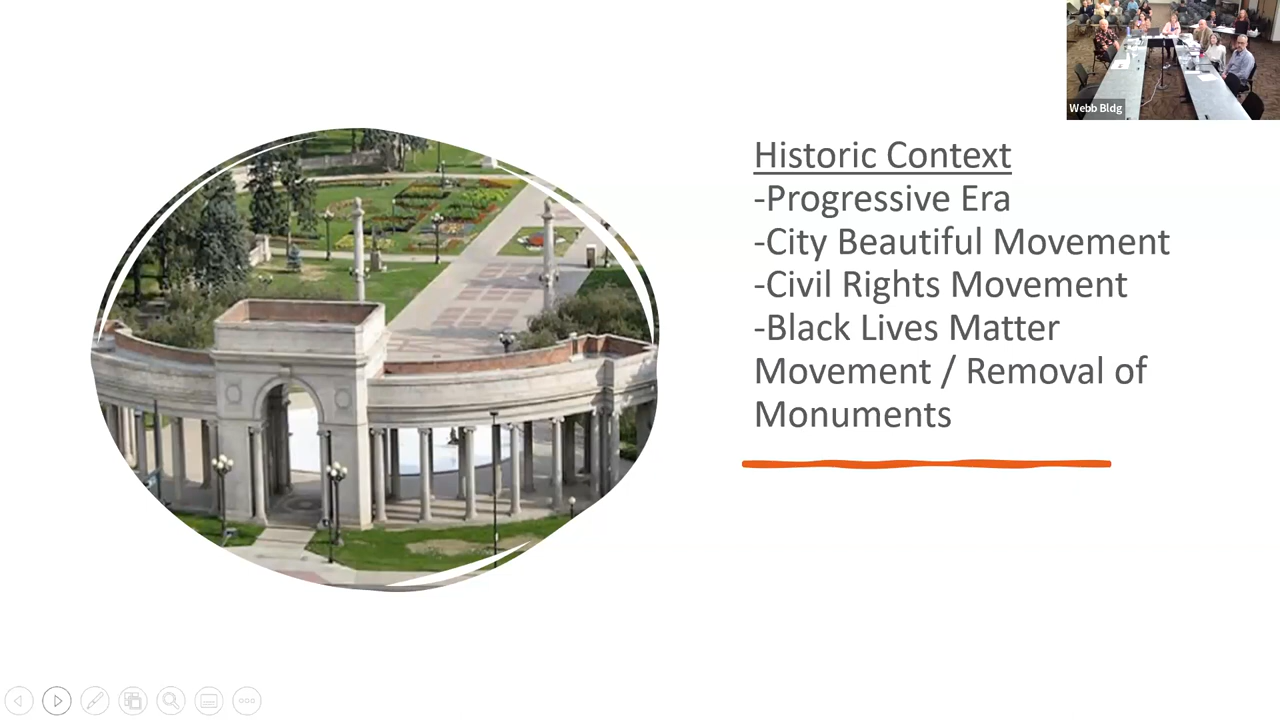 Webb Bldg
Historic Context
-Progressive Era
-City Beautiful Movement
-Civil Rights Movement
-Black Lives Matter
Movement / Removal of
Monuments